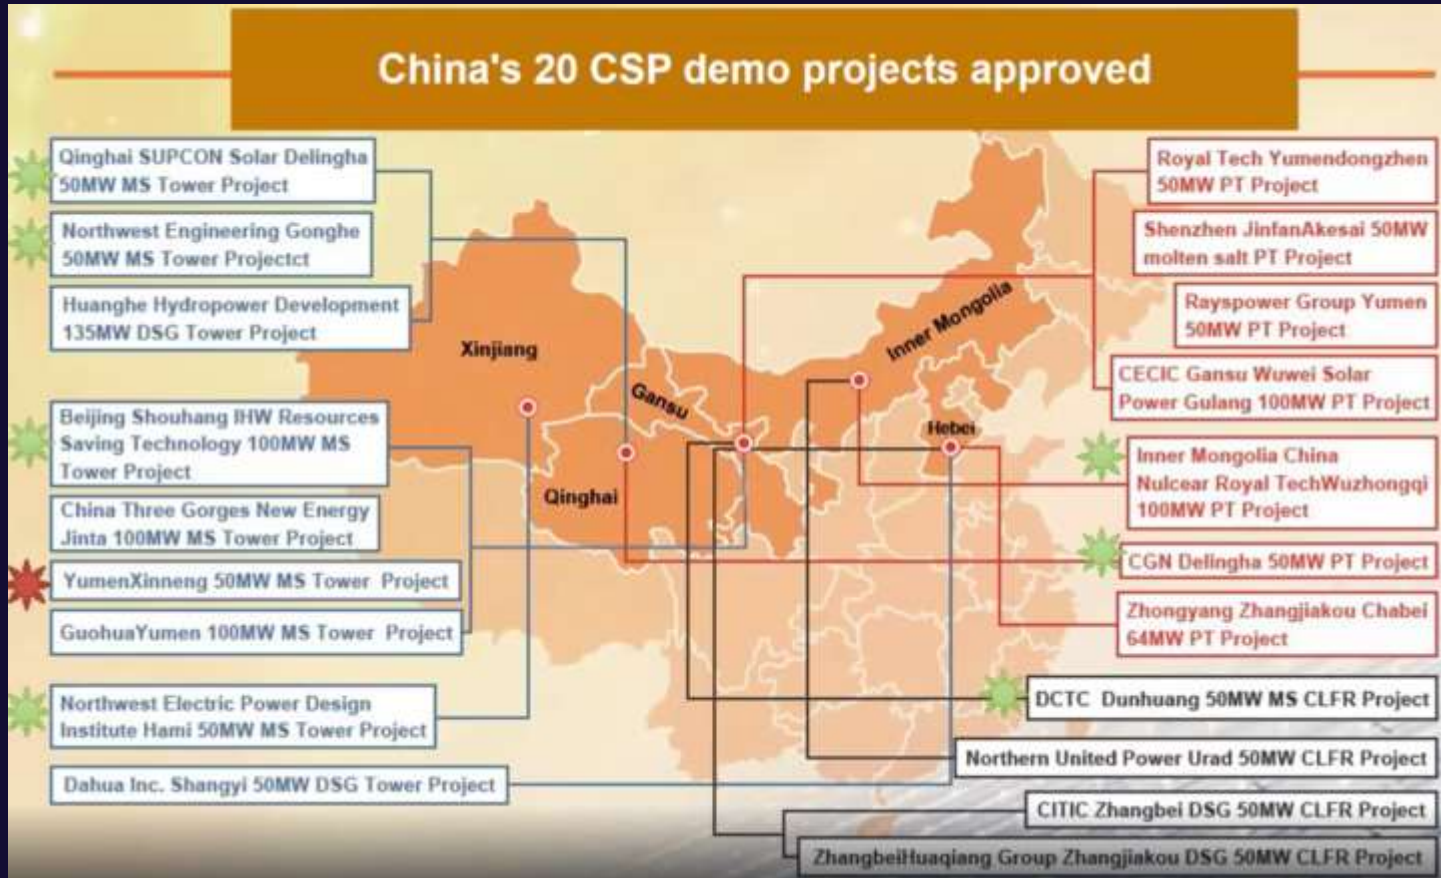 China's 20 CSP demo projects approved
Qinghai SUPCON Solar Delingha
50MW MS Tower Project
Northwest Engineering Gonghe
50MW MS Tower Projectct
Huanghe Hydropower Development
135MW DSG Tower Project
Beijing Shouhang IHW Resources
Saving Technology 100MW MS
Tower Project
China Three Gorges New Energy
Jinta 100MW MS Tower Project
YumenXinneng 50MW MS Tower Project
GuohuaYumen 100MW MS Tower Project
Northwest Electric Power Design
Institute Hami 50MW MS Tower Project
Dahua Inc. Shangyi 50MW DSG Tower Project
Xinjiang
Gansu
Qinghai
Inner Mongolia
Hebei
Royal Tech Yumendongzhen
50MW PT Project
Shenzhen JinfanAkesai 50MW
molten salt PT Project
Rayspower Group Yumen
50MW PT Project
CECIC Gansu Wuwei Solar
Power Gulang 100MW PT Project
Inner Mongolia China
Nulcear Royal TechWuzhongqi
100MW PT Project
CGN Delingha 50MW PT Project
Zhongyang Zhangjiakou Chabei
64MW PT Project
DCTC Dunhuang 50MW MS CLFR Project
Northern United Power Urad 50MW CLFR Project
CITIC Zhangbei DSG 50MW CLFR Project
ZhangbeiHuaqiang Group Zhangjiakou DSG 50MW CLFR Project